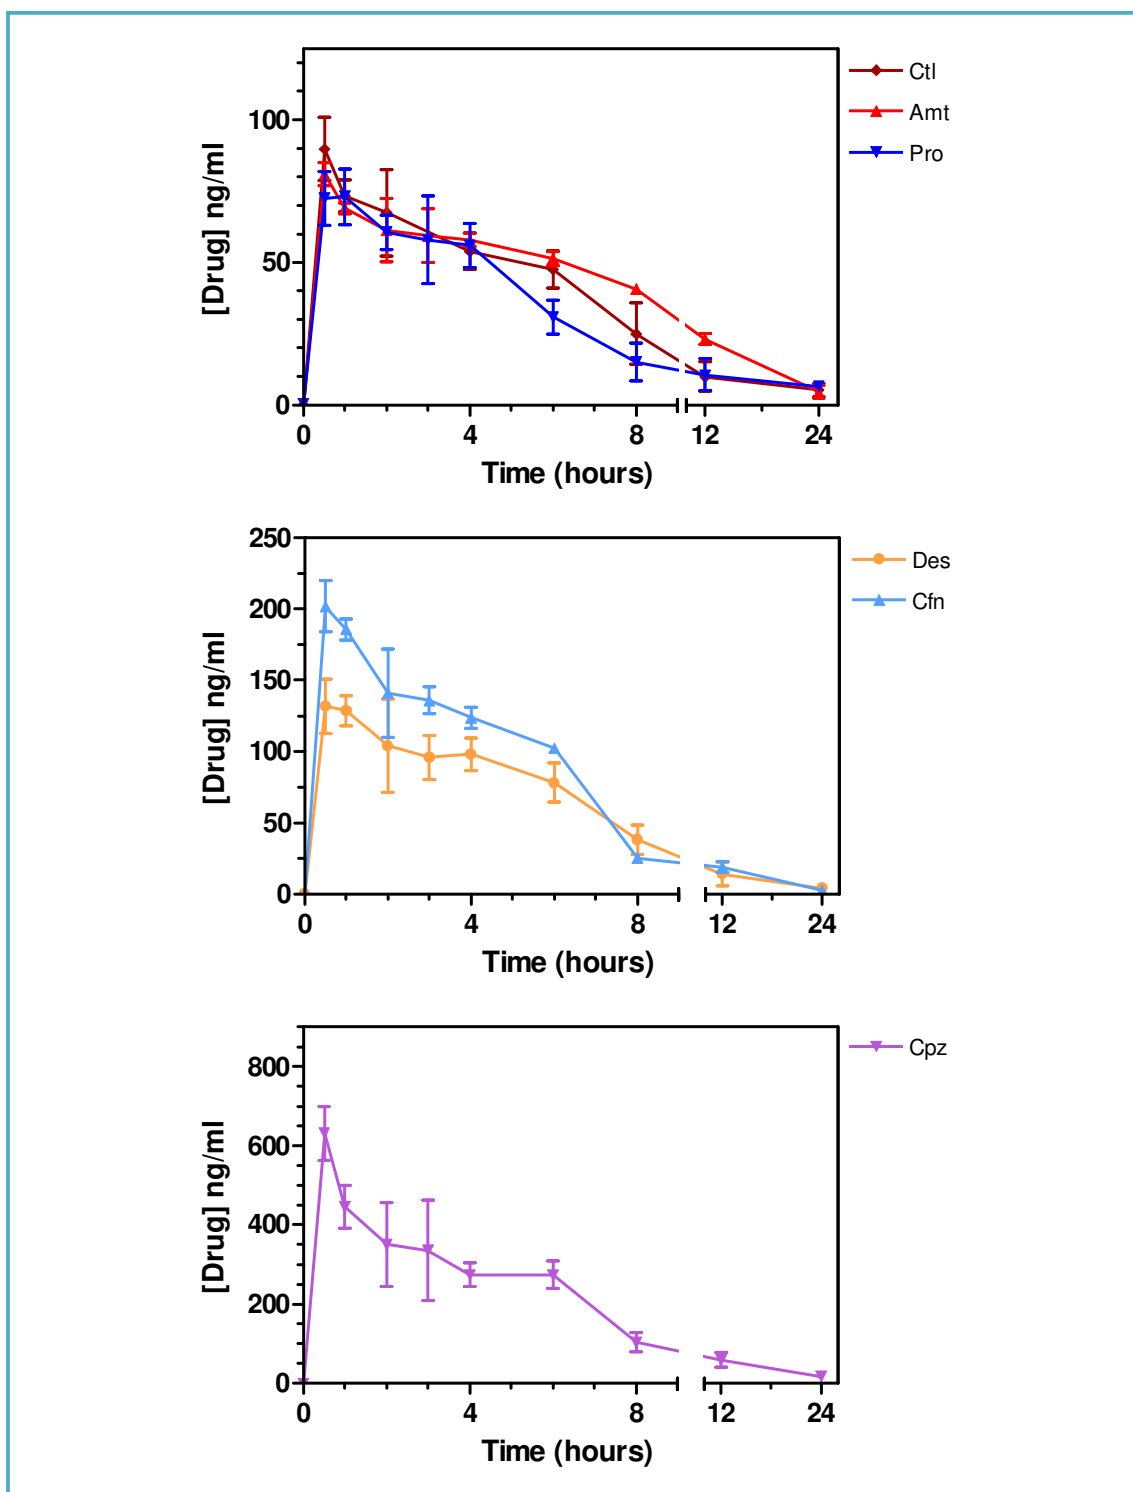 Ctl
Amt
Pro
[Drug] ng/ml
100
50
0
0 4 8 12 24
Time (hours)
Des
Cfn
[Drug] ng/ml
250
200
150
100
50
0
0 4 8 12 24
Time (hours)
Cpz
[Drug] ng/ml
800
600
400
200
0
0 4 8 12 24
Time (hours)